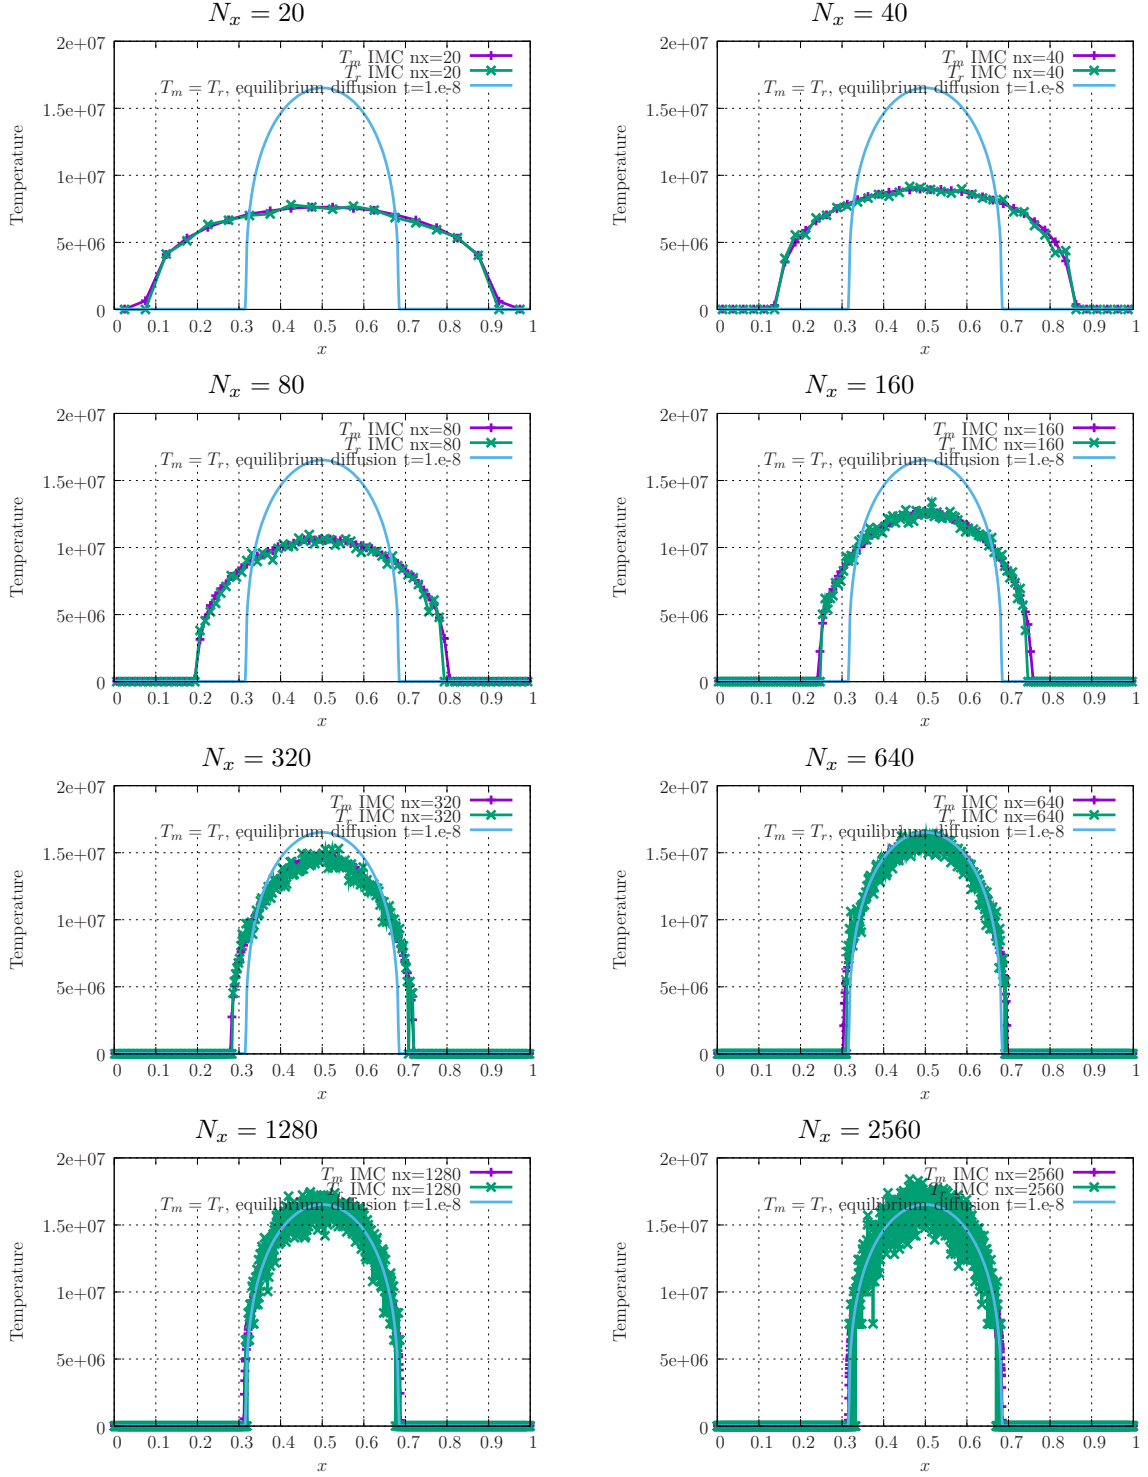 N_x = 20
2e+07
1.5e+07
1e+07
5e+06
0
Temperature
T_m IMC nx=20
T_r IMC nx=20
T_m = T_r, equilibrium diffusion t=1.e-8
0 0.1 0.2 0.3 0.4 0.5 0.6 0.7 0.8 0.9 1
x
N_x = 40
2e+07
1.5e+07
1e+07
5e+06
0
Temperature
T_m IMC nx=40
T_r IMC nx=40
T_m = T_r, equilibrium diffusion t=1.e-8
0 0.1 0.2 0.3 0.4 0.5 0.6 0.7 0.8 0.9 1
x
N_x = 80
2e+07
1.5e+07
1e+07
5e+06
0
Temperature
T_m IMC nx=80
T_r IMC nx=80
T_m = T_r, equilibrium diffusion t=1.e-8
0 0.1 0.2 0.3 0.4 0.5 0.6 0.7 0.8 0.9 1
x
N_x = 160
2e+07
1.5e+07
1e+07
5e+06
0
Temperature
T_m IMC nx=160
T_r IMC nx=160
T_m = T_r, equilibrium diffusion t=1.e-8
0 0.1 0.2 0.3 0.4 0.5 0.6 0.7 0.8 0.9 1
x
N_x = 320
2e+07
1.5e+07
1e+07
5e+06
0
Temperature
T_m IMC nx=320
T_r IMC nx=320
T_m = T_r, equilibrium diffusion t=1.e-8
0 0.1 0.2 0.3 0.4 0.5 0.6 0.7 0.8 0.9 1
x
N_x = 640
2e+07
1.5e+07
1e+07
5e+06
0
Temperature
T_m IMC nx=640
T_r IMC nx=640
T_m = T_r, equilibrium diffusion t=1.e-8
0 0.1 0.2 0.3 0.4 0.5 0.6 0.7 0.8 0.9 1
x
N_x = 1280
2e+07
1.5e+07
1e+07
5e+06
0
Temperature
T_m IMC nx=1280
T_r IMC nx=1280
T_m = T_r, equilibrium diffusion t=1.e-8
0 0.1 0.2 0.3 0.4 0.5 0.6 0.7 0.8 0.9 1
x
N_x = 2560
2e+07
1.5e+07
1e+07
5e+06
0
Temperature
T_m IMC nx=2560
T_r IMC nx=2560
T_m = T_r, equilibrium diffusion t=1.e-8
0 0.1 0.2 0.3 0.4 0.5 0.6 0.7 0.8 0.9 1
x